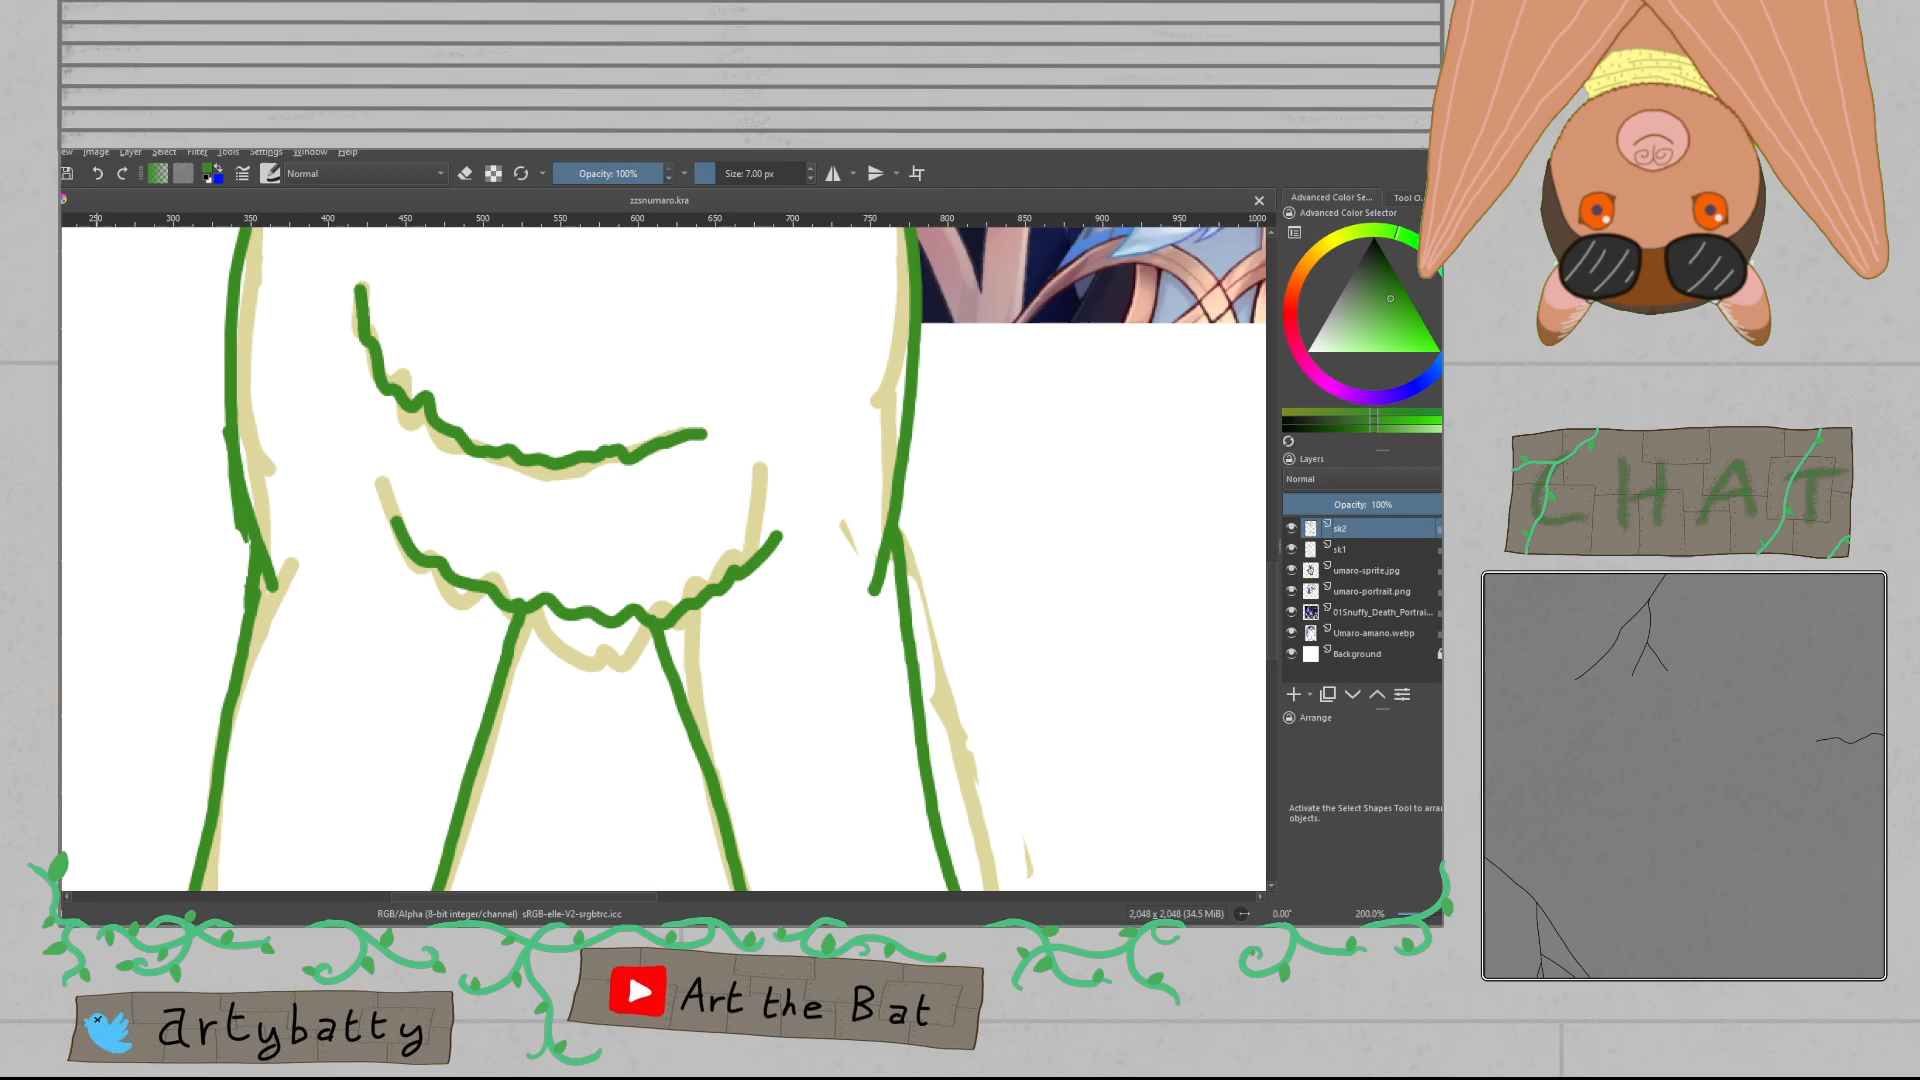 Image Layer Select Filter Tools Settings Window Help
Normal
Opacity: 100%
Size: 7.00 px
zzsnumaro.kra
Advanced Color Se...
Tool O..
250 300 350 400 450 500 550 600 650 700 750 800 850 900 950 1000
Advanced Color Selector
Layers
Normal
Opacity: 100%
sk2
sk1
umaro-sprite.jpg
umaro-portrait.png
01Snuffy_Death_Portrai...
Umaro-amano.webp
Background
Arrange
Activate the Select Shapes Tool to arra
objects.
RGB/Alpha (8-bit integer/channel) sRGB-elle-V2-srgbtrc.icc
2,048 x 2,048 (34.5 MiB)
0.00°
200.0%
CHAT
artybatty
Art the Bat